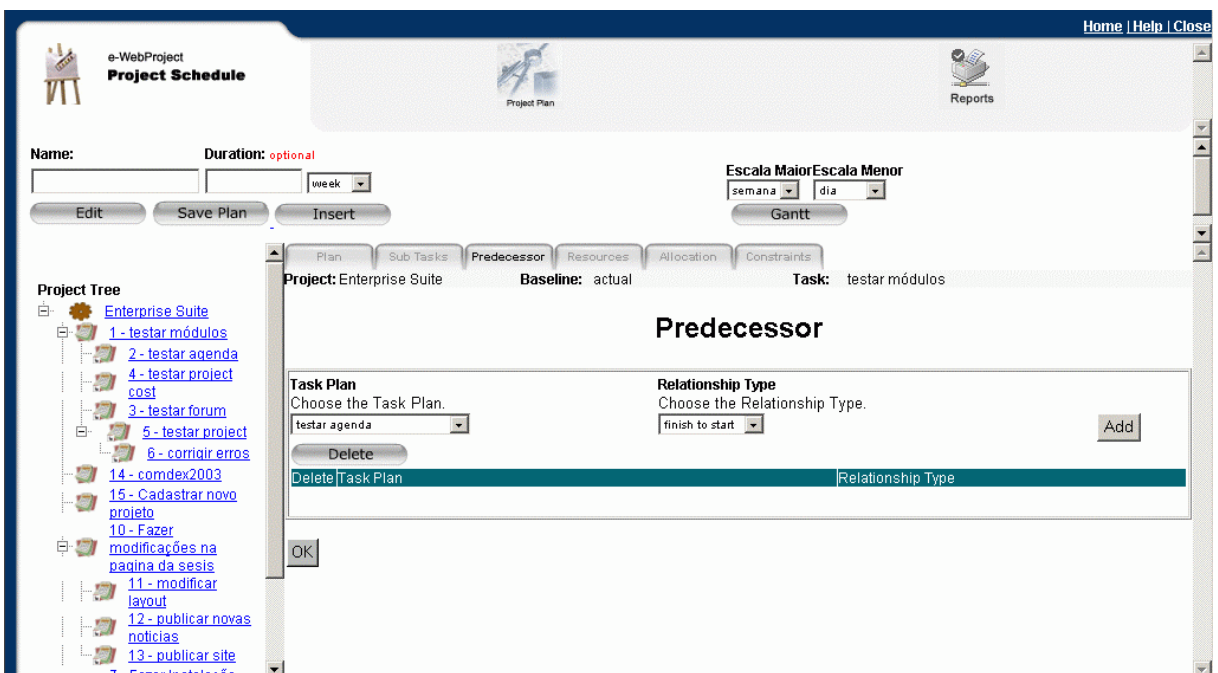 Home | Help | Close
e-WebProject
Project Schedule
Project Plan
Reports
Name:
Duration: optional
week
Escala Maior Escala Menor
semana
dia
Edit
Save Plan
Insert
Gantt
Plan
Sub Tasks
Predecessor
Resources
Allocation
Constraints
Project: Enterprise Suite
Baseline: actual
Task: testar módulos
Project Tree
Enterprise Suite
1 - testar módulos
2 - testar agenda
4 - testar project
cost
3 - testar forum
5 - testar project
6 - corrigir erros
14 - comdex2003
15 - Cadastrar novo
projeto
10 - Fazer
modificações na
pagina da sesis
11 - modificar
layout
12 - publicar novas
noticias
13 - publicar site
Predecessor
Task Plan
Choose the Task Plan.
testar agenda
Relationship Type
Choose the Relationship Type.
finish to start
Add
Delete
Delete Task Plan
Relationship Type
OK